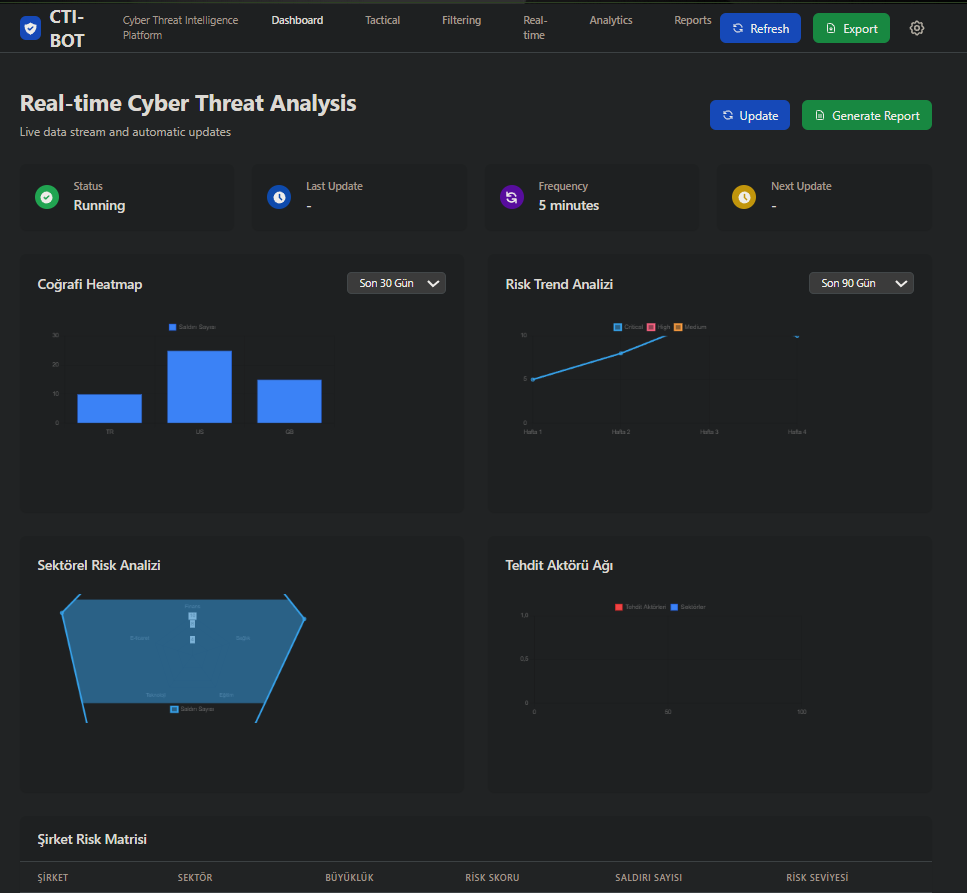 CTI-
BOT
Cyber Threat Intelligence
Platform
Dashboard
Tactical
Filtering
Real-
time
Analytics
Reports
Refresh
Export
Real-time Cyber Threat Analysis
Live data stream and automatic updates
Update
Generate Report
Status
Running
Last Update
-
Frequency
5 minutes
Next Update
-
Coğrafi Heatmap
Son 30 Gün
Saldırı Sayısı
30
20
10
0
TR
US
GB
Risk Trend Analizi
Son 90 Gün
Critical
High
Medium
10
5
0
Hafta 1
Hafta 2
Hafta 3
Hafta 4
Sektörel Risk Analizi
Finans
Sağlık
Eğitim
Saldırı Sayısı
Tehdit Aktörü Ağı
Tehdit Aktörleri
Sektörler
1,0
0,5
0
0
50
100
Şirket Risk Matrisi
ŞİRKET
SEKTÖR
BÜYÜKLÜK
RİSK SKORU
SALDIRI SAYISI
RİSK SEVİYESİ